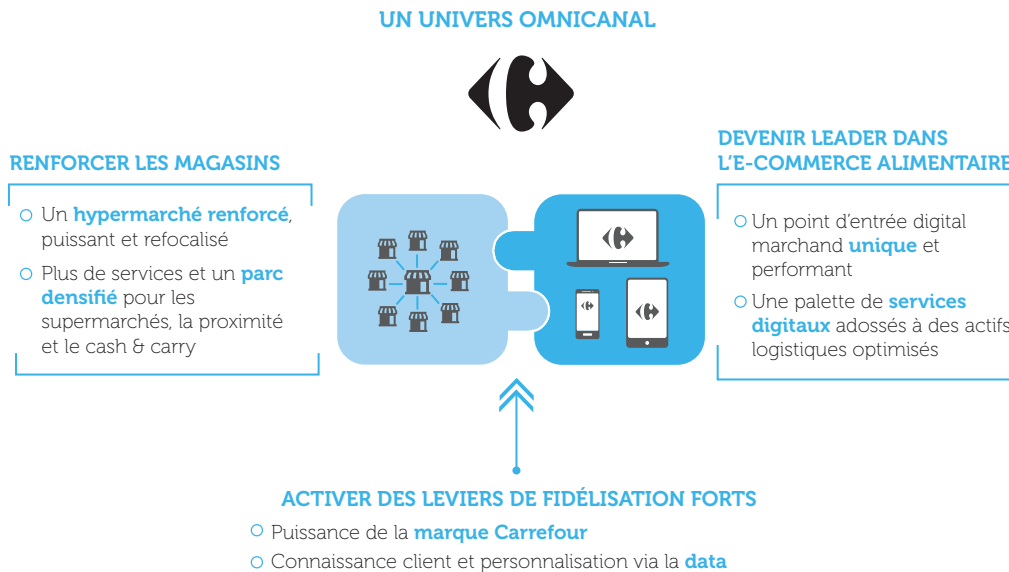 UN UNIVERS OMNICANAL
RENFORCER LES MAGASINS
Un hypermarché renforcé,
puissant et refocalisé
Plus de services et un parc
densifié pour les
supermarchés, la proximité
et le cash & carry
DEVENIR LEADER DANS
L'E-COMMERCE ALIMENTAIRE
Un point d'entrée digital
marchand unique et
performant
Une palette de services
digitaux adossés à des actifs
logistiques optimisés
ACTIVER DES LEVIERS DE FIDÉLISATION FORTS
Puissance de la marque Carrefour
Connaissance client et personnalisation via la data